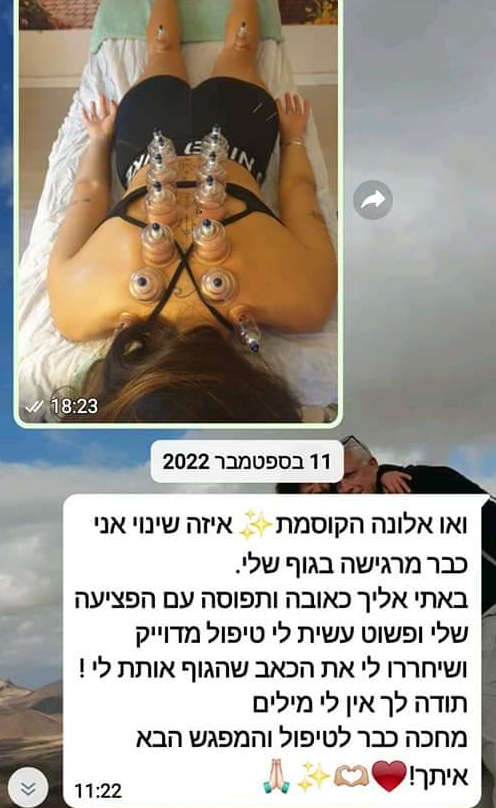 18:23
11 בספטמבר 2022
וואו אלונה הקוסמת✨ איזה שינוי אני
כבר מרגישה בגוף שלי.
באתי אליך כאובה ותפוסה עם הפציעה
שלי ופשוט עשית לי טיפול מדוייק
ושיחררו לי את הכאב שהגוף אותת לי !
תודה לך אין לי מילים
מחכה כבר לטיפול והמפגש הבא
איתך!❤️🫶🏼✨🙏🏼
11:22